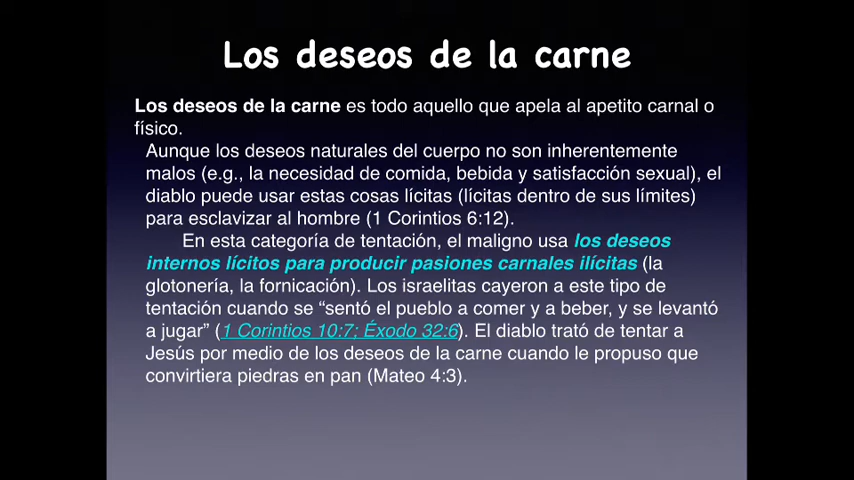 Los deseos de la carne
Los deseos de la carne es todo aquello que apela al apetito carnal o
físico.
Aunque los deseos naturales del cuerpo no son inherentemente
malos (e.g., la necesidad de comida, bebida y satisfacción sexual), el
diablo puede usar estas cosas lícitas (lícitas dentro de sus límites)
para esclavizar al hombre (1 Corintios 6:12).
En esta categoría de tentación, el maligno usa los deseos
internos lícitos para producir pasiones carnales ilícitas (la
glotonería, la fornicación). Los israelitas cayeron a este tipo de
tentación cuando se “sentó el pueblo a comer y a beber, y se levantó
a jugar” (1 Corintios 10:7; Éxodo 32:6). El diablo trató de tentar a
Jesús por medio de los deseos de la carne cuando le propuso que
convirtiera piedras en pan (Mateo 4:3).